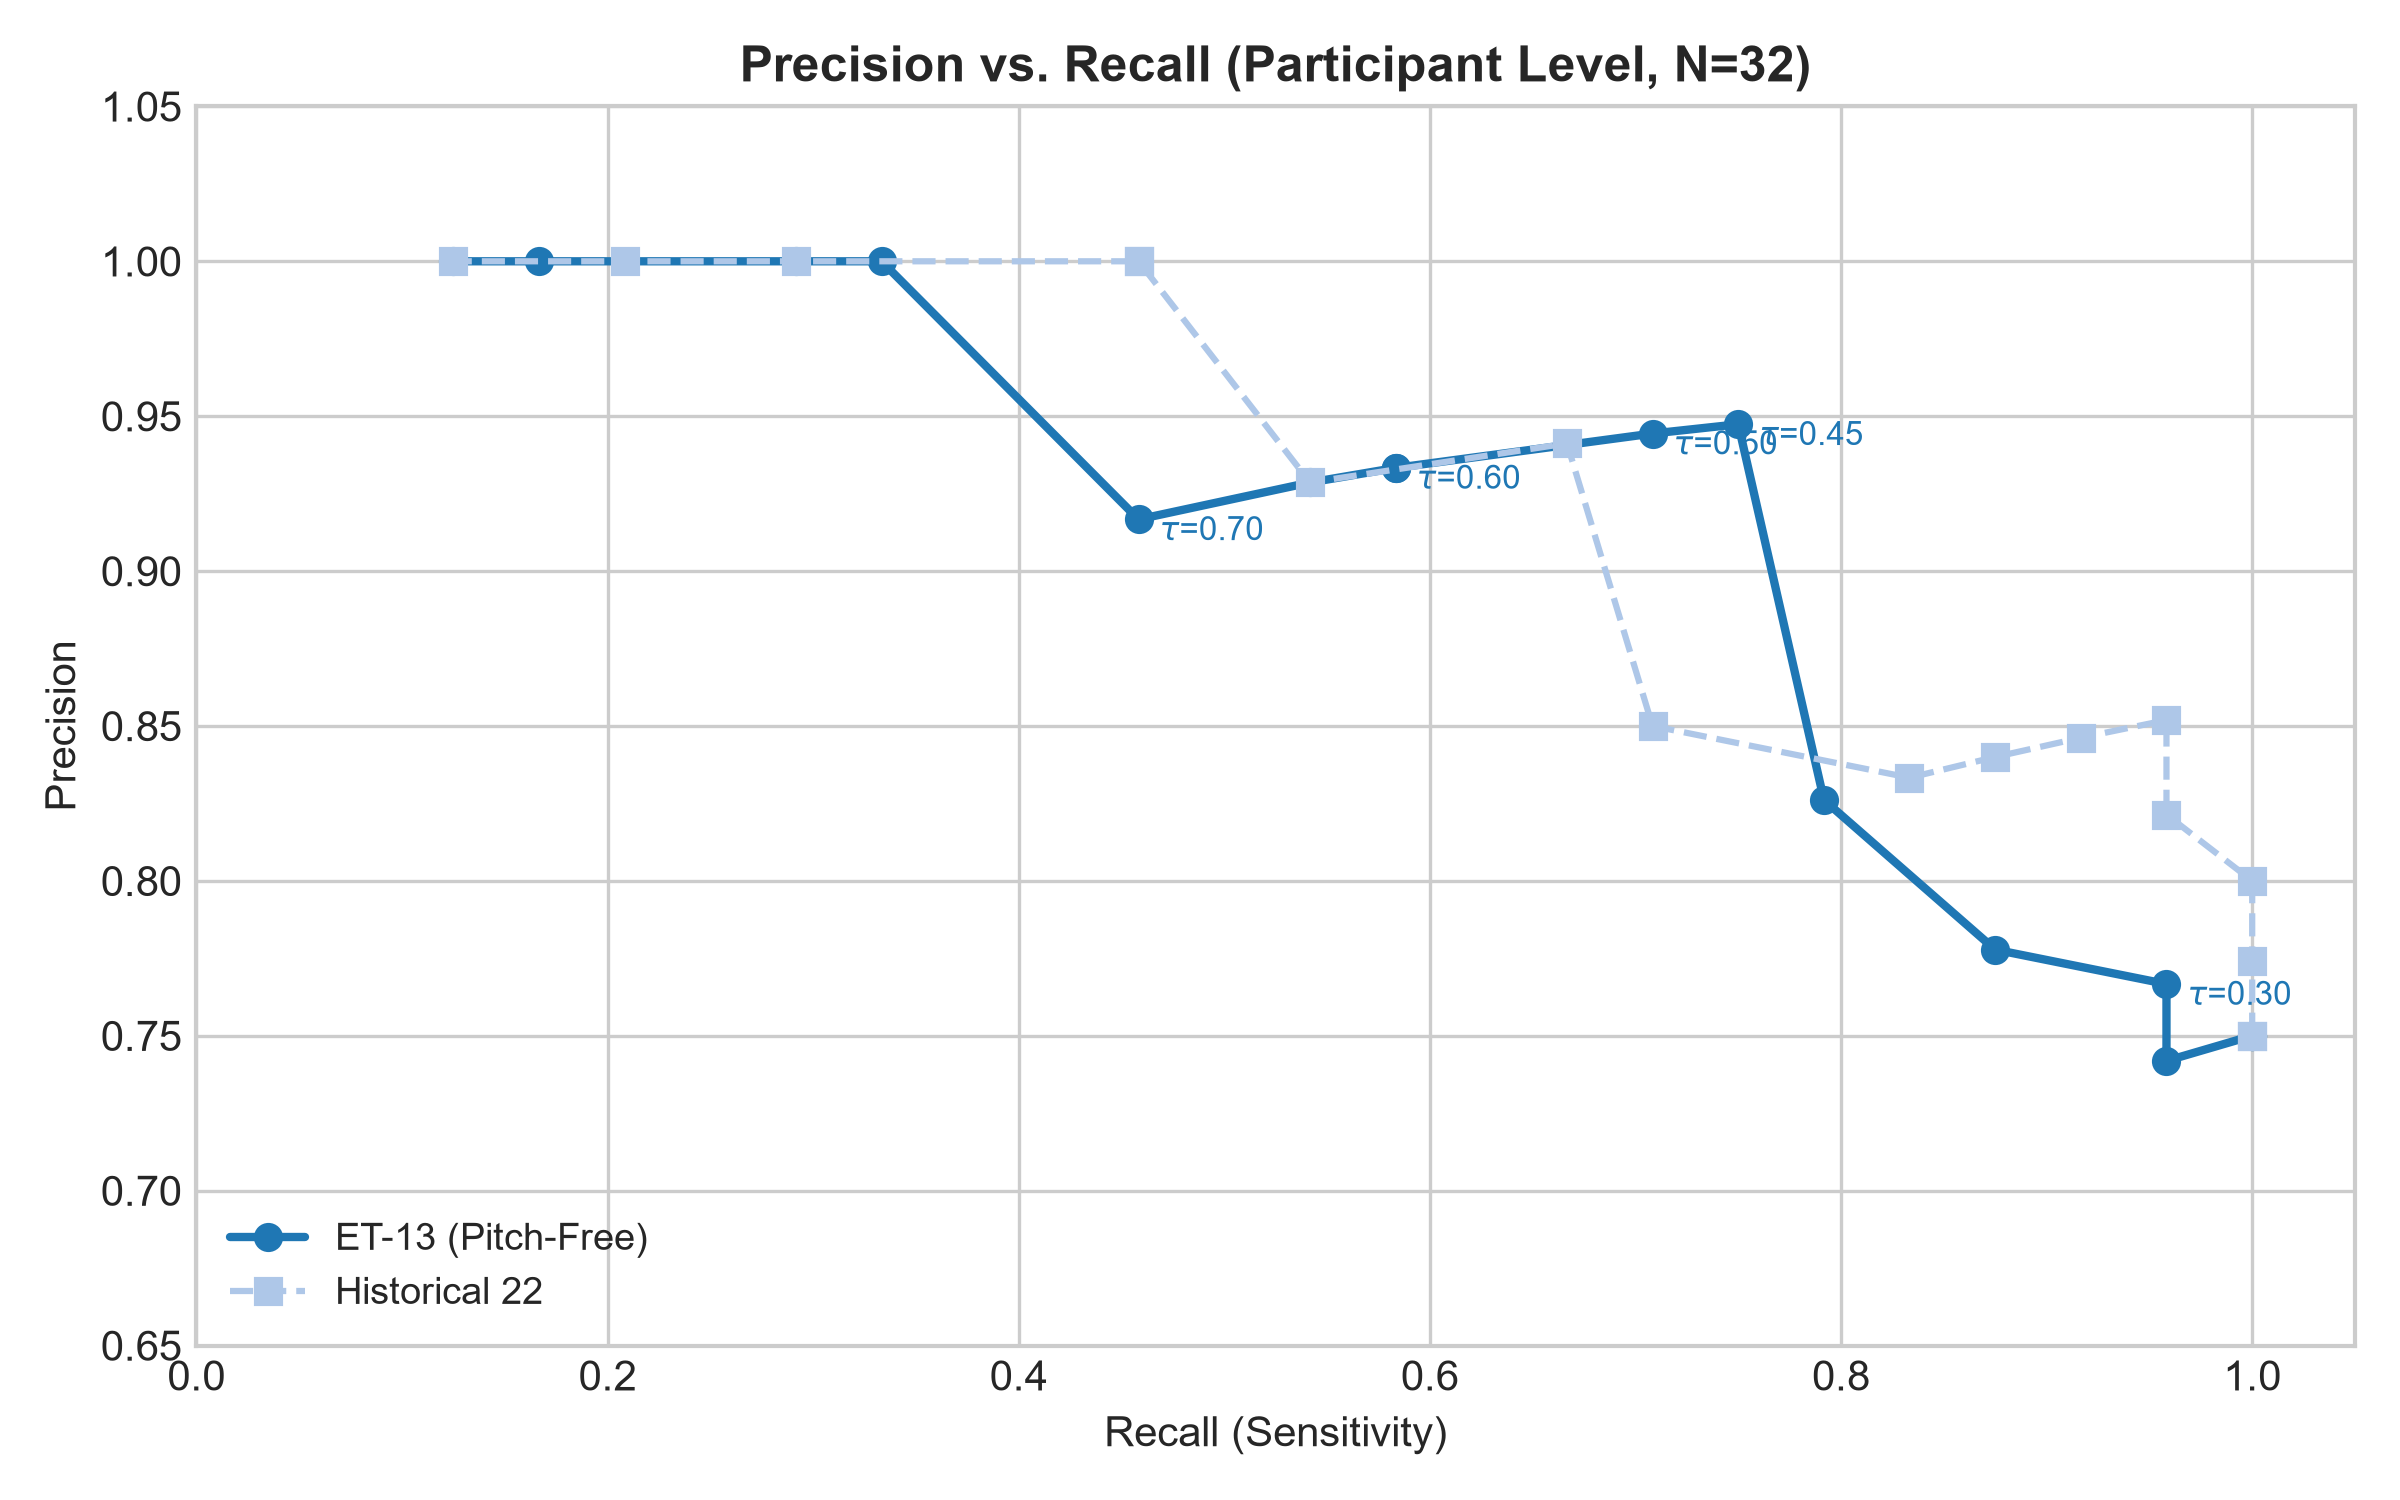 Precision vs. Recall (Participant Level, N=32)
1.05
1.00
0.95
0.90
0.85
0.80
0.75
0.70
0.65
Precision
τ=0.45
τ=0.50
τ=0.60
τ=0.70
τ=0.30
ET-13 (Pitch-Free)
Historical 22
0.0 0.2 0.4 0.6 0.8 1.0
Recall (Sensitivity)